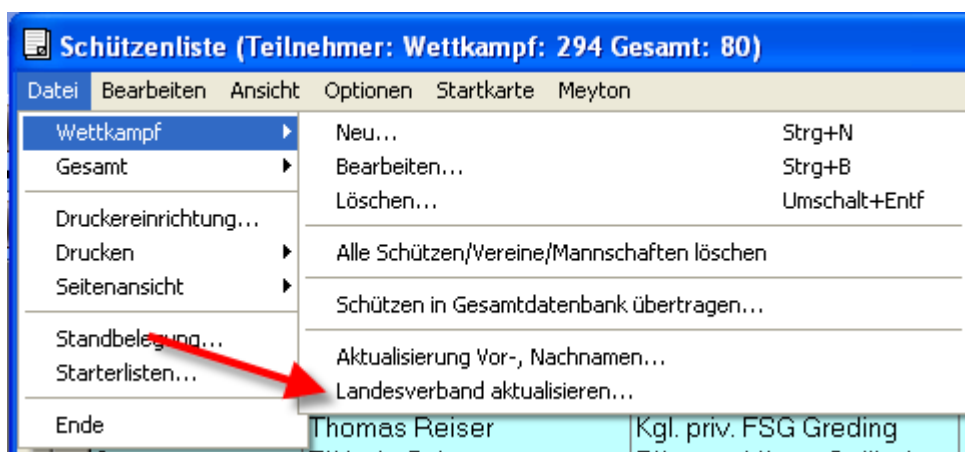 Schützenliste (Teilnehmer: Wettkampf: 294 Gesamt: 80)
Datei Bearbeiten Ansicht Optionen Startkarte Meyton
Wettkampf
Gesamt
Druckereinrichtung...
Drucken
Seitenansicht
Standbelegung...
Starterlisten...
Ende
Neu... Strg+N
Bearbeiten... Strg+B
Löschen... Umschalt+Entf
Alle Schützen/Vereine/Mannschaften löschen
Schützen in Gesamtdatenbank übertragen...
Aktualisierung Vor-, Nachnamen...
Landesverband aktualisieren...
Thomas Reiser Kgl. priv. FSG Greding